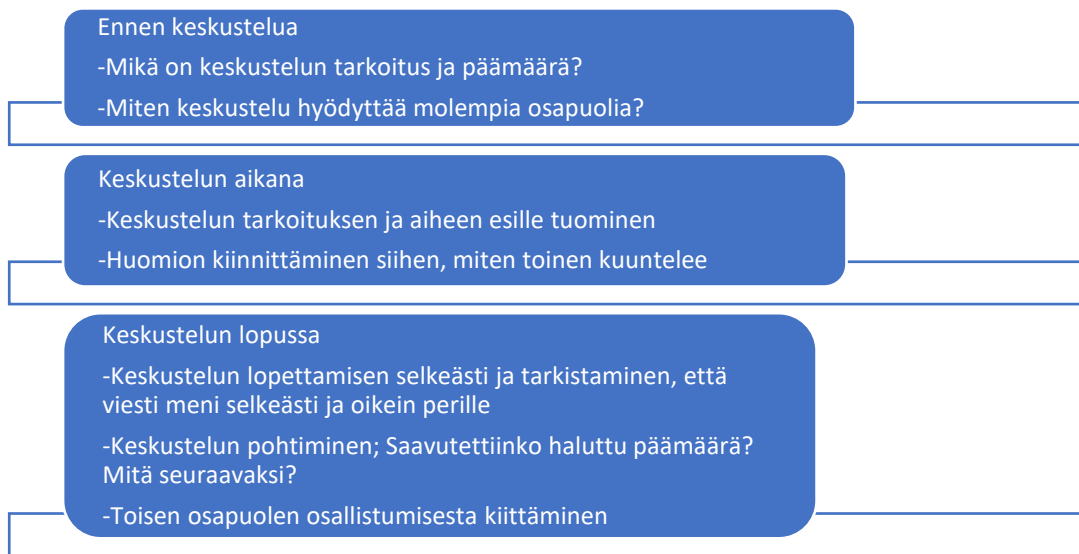 Ennen keskustelua
-Mikä on keskustelun tarkoitus ja päämäärä?
-Miten keskustelu hyödyttää molempia osapuolia?
Keskustelun aikana
-Keskustelun tarkoituksen ja aiheen esille tuominen
-Huomion kiinnittäminen siihen, miten toinen kuuntelee
Keskustelun lopussa
-Keskustelun lopettamisen selkeästi ja tarkistaminen, että
viesti meni selkeästi ja oikein perille
-Keskustelun pohtiminen; Saavutettiinko haluttu päämäärä?
Mitä seuraavaksi?
-Toisen osapuolen osallistumisesta kiittäminen